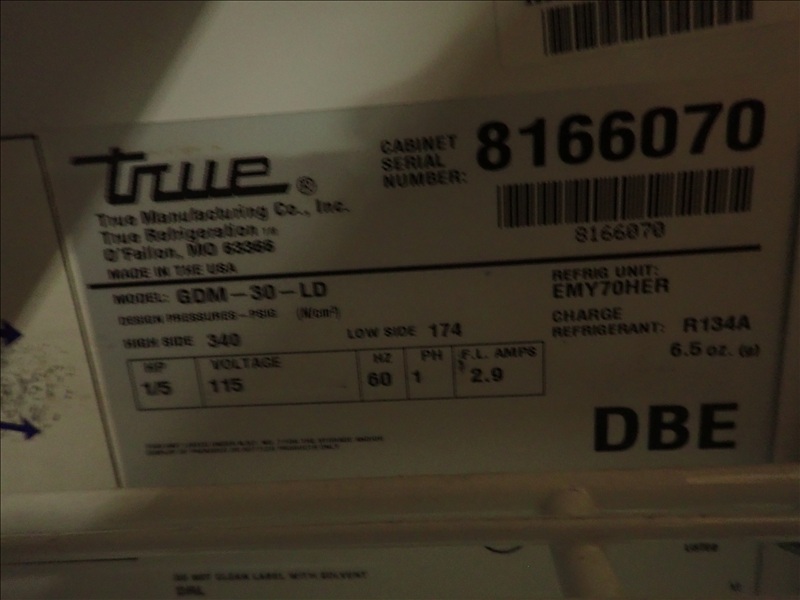 true®
True Manufacturing Co., Inc.
True Refrigeration
O'Fallon, MO 63366
MADE IN THE USA
CABINET
SERIAL
NUMBER:
8166070
8166070
MODEL: GDM-30-LD
DESIGN PRESSURES-PSIG (N/cm²)
HIGH SIDE 340
LOW SIDE 174
REFRIG UNIT:
EMY70HER
CHARGE
REFRIGERANT: R134A
6.5 oz. (g)
HP VOLTAGE HZ PH F.L. AMPS
1/5 115 60 1 2.9
DBE
DO NOT CLEAN LABEL WITH SOLVENT
LISTED